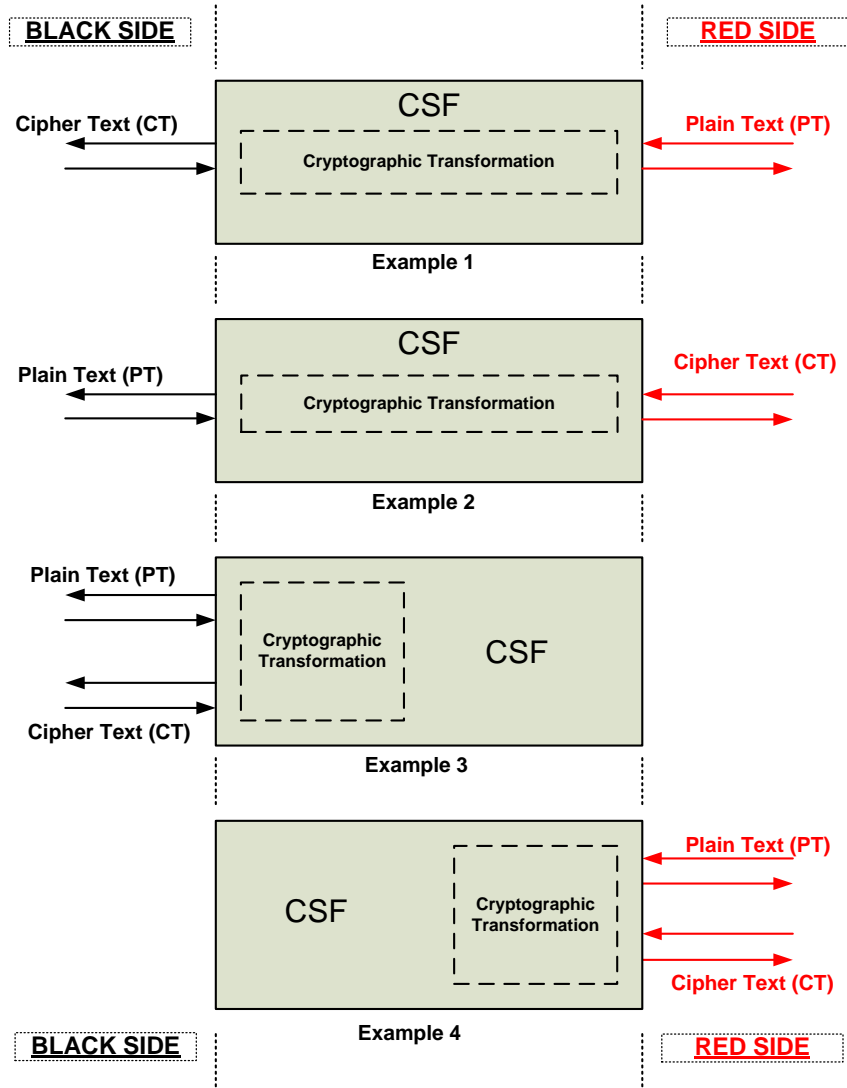 BLACK SIDE
RED SIDE
CSF
Cipher Text (CT)
Plain Text (PT)
Cryptographic Transformation
Example 1
CSF
Plain Text (PT)
Cipher Text (CT)
Cryptographic Transformation
Example 2
Plain Text (PT)
Cryptographic
Transformation
CSF
Cipher Text (CT)
Example 3
Plain Text (PT)
CSF
Cryptographic
Transformation
Cipher Text (CT)
Example 4
BLACK SIDE
RED SIDE